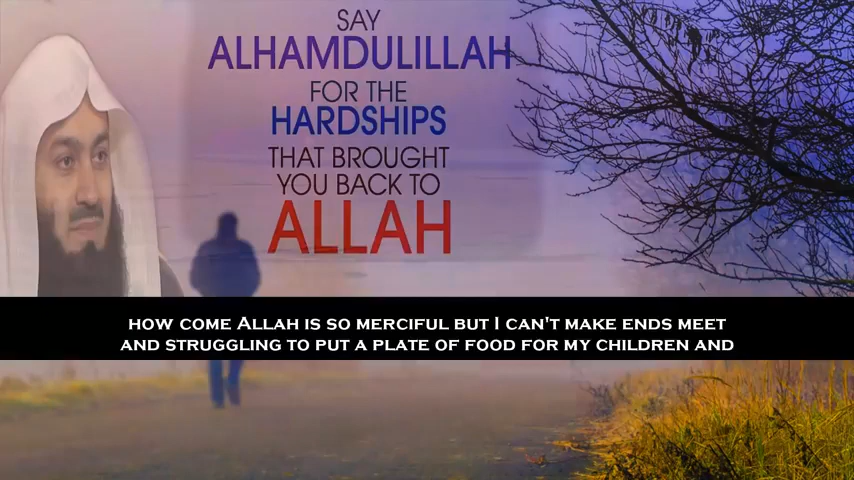 SAY
ALHAMDULILLAH
FOR THE
HARDSHIPS
THAT BROUGHT
YOU BACK TO
ALLAH
HOW COME ALLAH IS SO MERCIFUL BUT I CAN'T MAKE ENDS MEET
AND STRUGGLING TO PUT A PLATE OF FOOD FOR MY CHILDREN AND